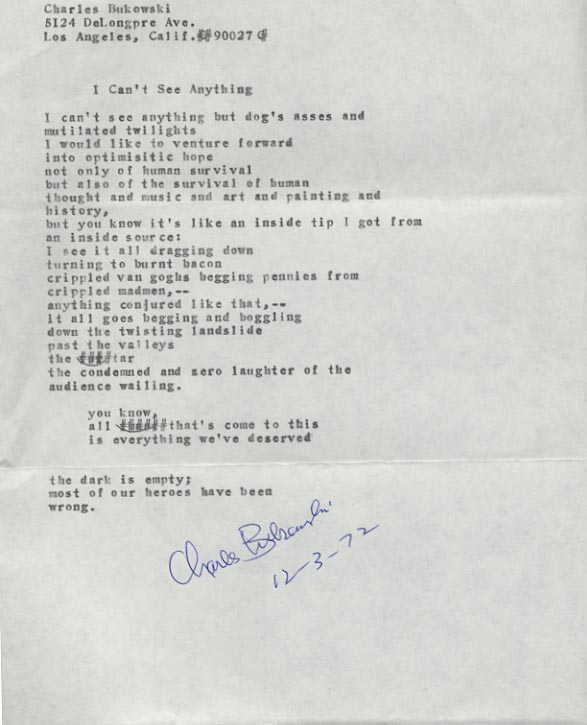 Charles Bukowski
5124 DeLongpre Ave.
Los Angeles, Calif. 90027
I Can't See Anything
I can't see anything but dog's asses and
mutilated twilights
I would like to venture forward
into optimisitic hope
not only of human survival
but also of the survival of human
thought and music and art and painting and
history,
but you know it's like an inside tip I got from
an inside source:
I see it all dragging down
turning to burnt bacon
crippled van goghs begging pennies from
crippled madmen,--
anything conjured like that,--
it all goes begging and boggling
down the twisting landslide
past the valleys
the tar
the condemned and zero laughter of the
audience wailing.
you know,
all that's come to this
is everything we've deserved
the dark is empty;
most of our heroes have been
wrong.
Charles Bukowski
12-3-72